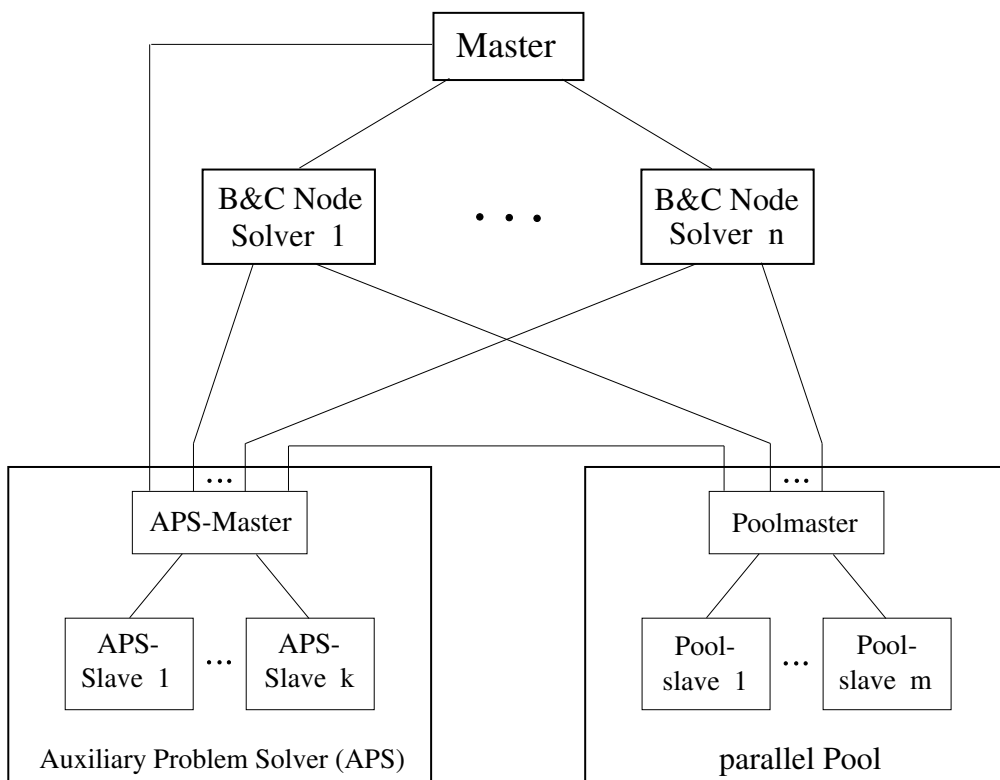 Master
B&C Node
Solver 1
. . .
B&C Node
Solver n
...
APS-Master
...
Poolmaster
APS-
Slave 1
...
APS-
Slave k
Pool-
slave 1
...
Pool-
slave m
Auxiliary Problem Solver (APS)
parallel Pool